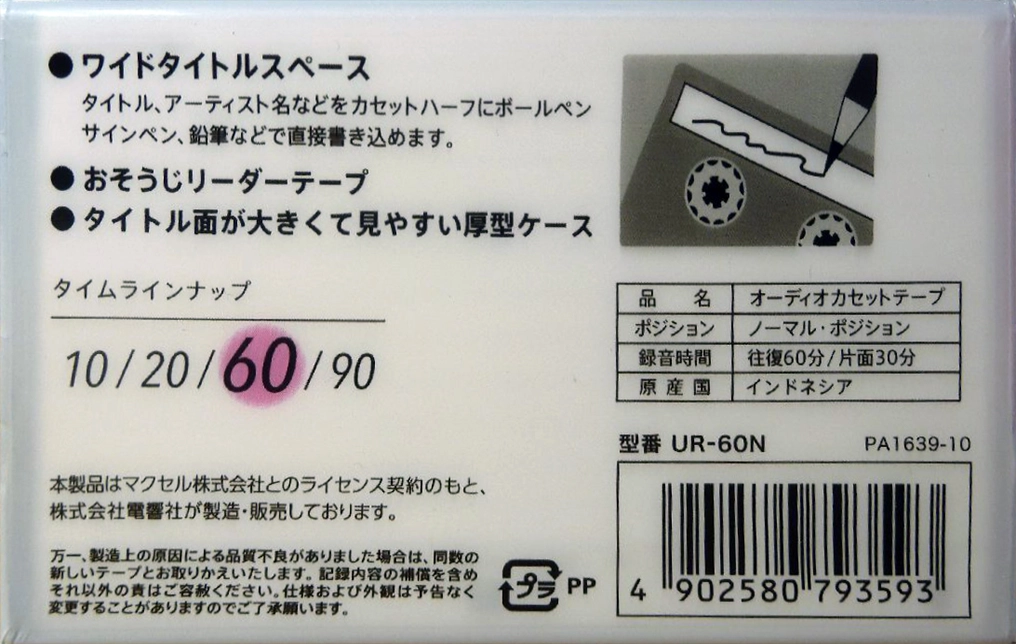 ● ワイドタイトルスペース
タイトル、アーティスト名などをカセットハーフにボールペン
サインペン、鉛筆などで直接書き込めます。
● おそうじリーダーテープ
● タイトル面が大きくて見やすい厚型ケース
タイムラインナップ
10/20/60/90
品 名 オーディオカセットテープ
ポジション ノーマル・ポジション
録音時間 往復60分/片面30分
原産国 インドネシア
型番 UR-60N PA1639-10
本製品はマクセル株式会社とのライセンス契約のもと、
株式会社電響社が製造・販売しております。
万一、製造上の原因による品質不良がありました場合は、同数の
新しいテープとお取りかえいたします。記録内容の補償を含め
それ以外の責はご容赦ください。仕様および外観は予告なく
変更することがありますのでご了承願います。
プラ PP
4 902580 793593